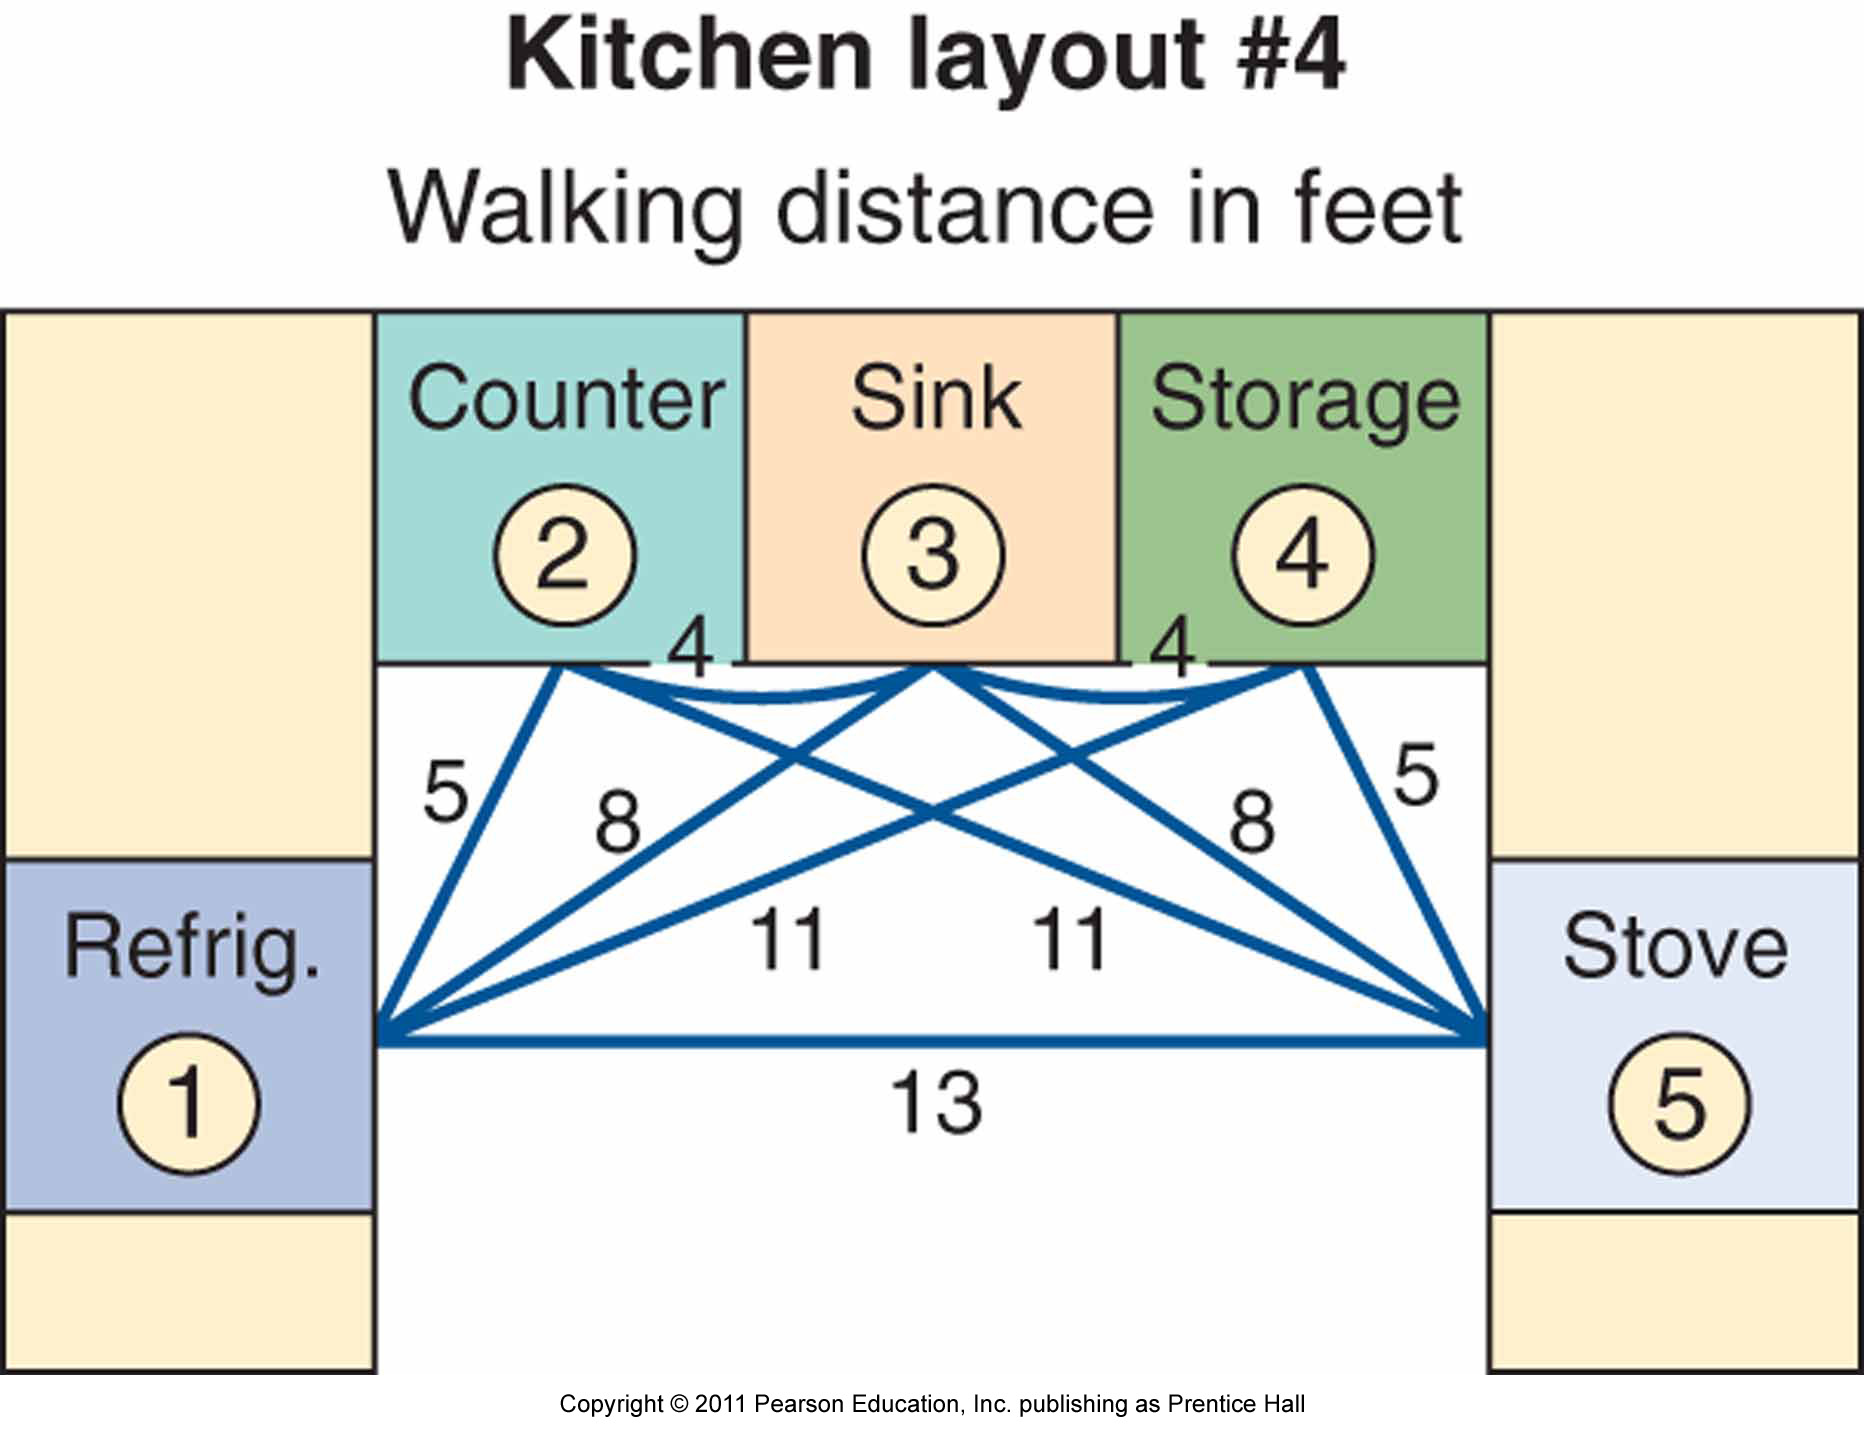 Kitchen layout #4
Walking distance in feet
Counter Sink Storage
2 3 4
4 4
5 8 8 5
11 11
Refrig. Stove
1 5
13
Copyright © 2011 Pearson Education, Inc. publishing as Prentice Hall